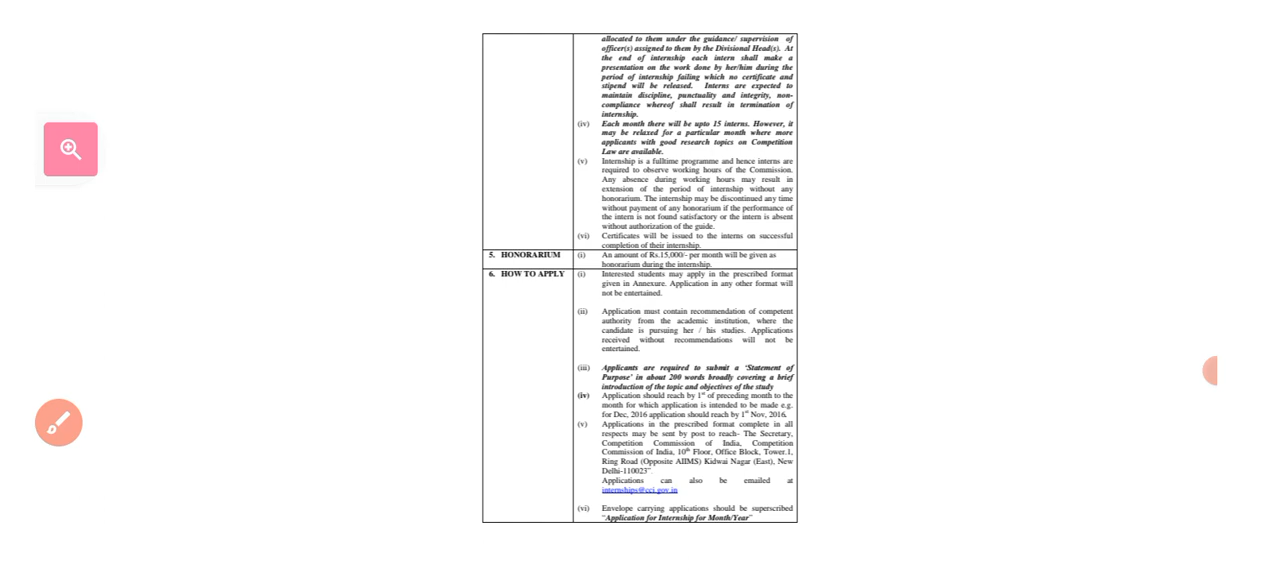 allocated to them under the guidance/ supervision of
officer(s) assigned to them by the Divisional Head(s). At
the end of internship each intern shall make a
presentation on the work done by her/him during the
period of internship failing which no certificate and
stipend will be released. Interns are expected to
maintain discipline, punctuality and integrity, non-
compliance whereof shall result in termination of
internship.
(iv) Each month there will be upto 15 interns. However, it
may be relaxed for a particular month where more
applicants with good research topics on Competition
Law are available.
(v) Internship is a fulltime programme and hence interns are
required to observe working hours of the Commission.
Any absence during working hours may result in
extension of the period of internship without any
honorarium. The internship may be discontinued any time
without payment of any honorarium if the performance of
the intern is not found satisfactory or the intern is absent
without authorization of the guide.
(vi) Certificates will be issued to the interns on successful
completion of their internship.
5. HONORARIUM (i) An amount of Rs.15,000/- per month will be given as
honorarium during the internship.
6. HOW TO APPLY (i) Interested students may apply in the prescribed format
given in Annexure. Application in any other format will
not be entertained.
(ii) Application must contain recommendation of competent
authority from the academic institution, where the
candidate is pursuing her / his studies. Applications
received without recommendations will not be
entertained.
(iii) Applicants are required to submit a ‘Statement of
Purpose’ in about 200 words broadly covering a brief
introduction of the topic and objectives of the study
(iv) Application should reach by 1st of preceding month to the
month for which application is intended to be made e.g.
for Dec, 2016 application should reach by 1st Nov, 2016.
(v) Applications in the prescribed format complete in all
respects may be sent by post to reach- The Secretary,
Competition Commission of India, Competition
Commission of India, 10th Floor, Office Block, Tower.1,
Ring Road (Opposite AIIMS) Kidwai Nagar (East), New
Delhi-110023"
Applications can also be emailed at
internships@cci.gov.in
(vi) Envelope carrying applications should be superscribed
"Application for Internship for Month/Year"